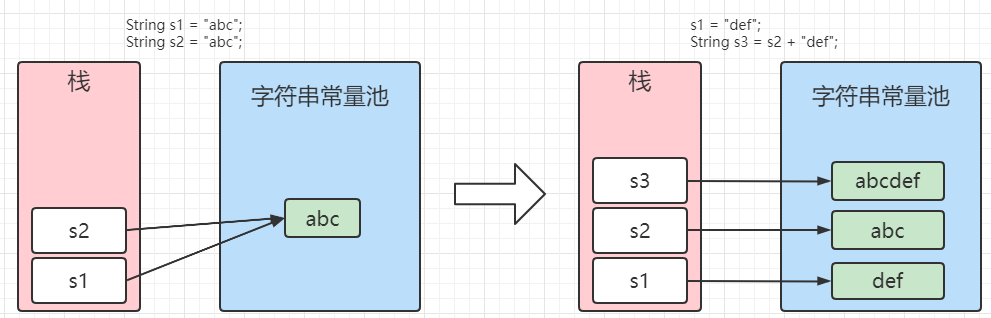 String s1 = "abc";
String s2 = "abc";
栈
字符串常量池
s2
s1
abc
s1 = "def";
String s3 = s2 + "def";
栈
字符串常量池
s3
abcdef
s2
abc
s1
def